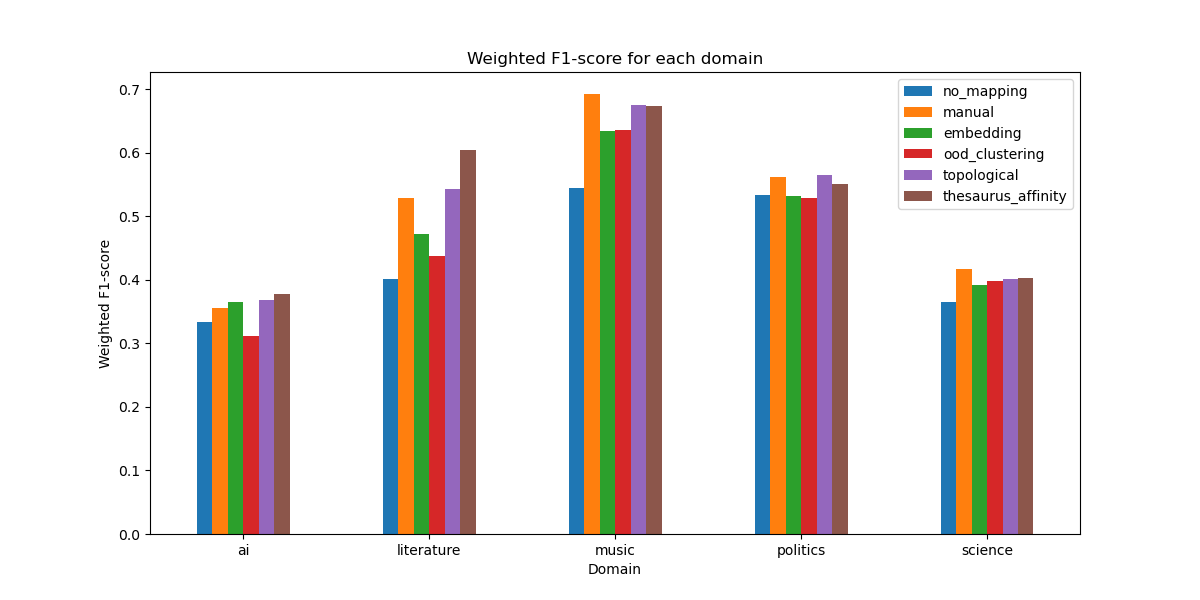 Weighted F1-score for each domain
0.7
0.6
0.5
0.4
0.3
0.2
0.1
0.0
Weighted F1-score
no_mapping
manual
embedding
ood_clustering
topological
thesaurus_affinity
ai literature music politics science
Domain